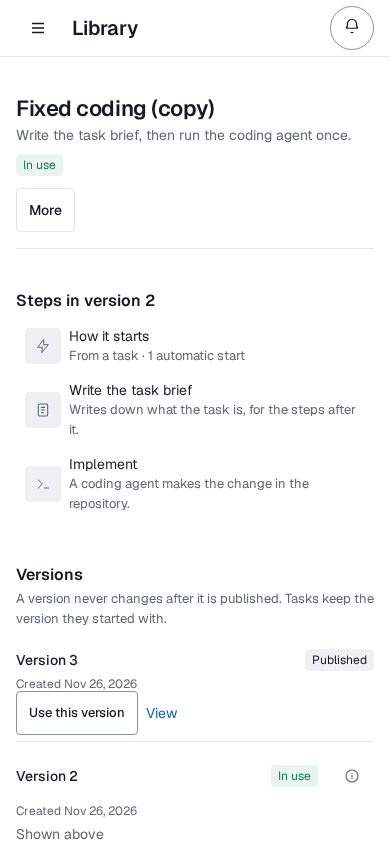 Library
Fixed coding (copy)
Write the task brief, then run the coding agent once.
In use
More
Steps in version 2
How it starts
From a task · 1 automatic start
Write the task brief
Writes down what the task is, for the steps after
it.
Implement
A coding agent makes the change in the
repository.
Versions
A version never changes after it is published. Tasks keep the
version they started with.
Version 3
Published
Created Nov 26, 2026
Use this version
View
Version 2
In use
Created Nov 26, 2026
Shown above